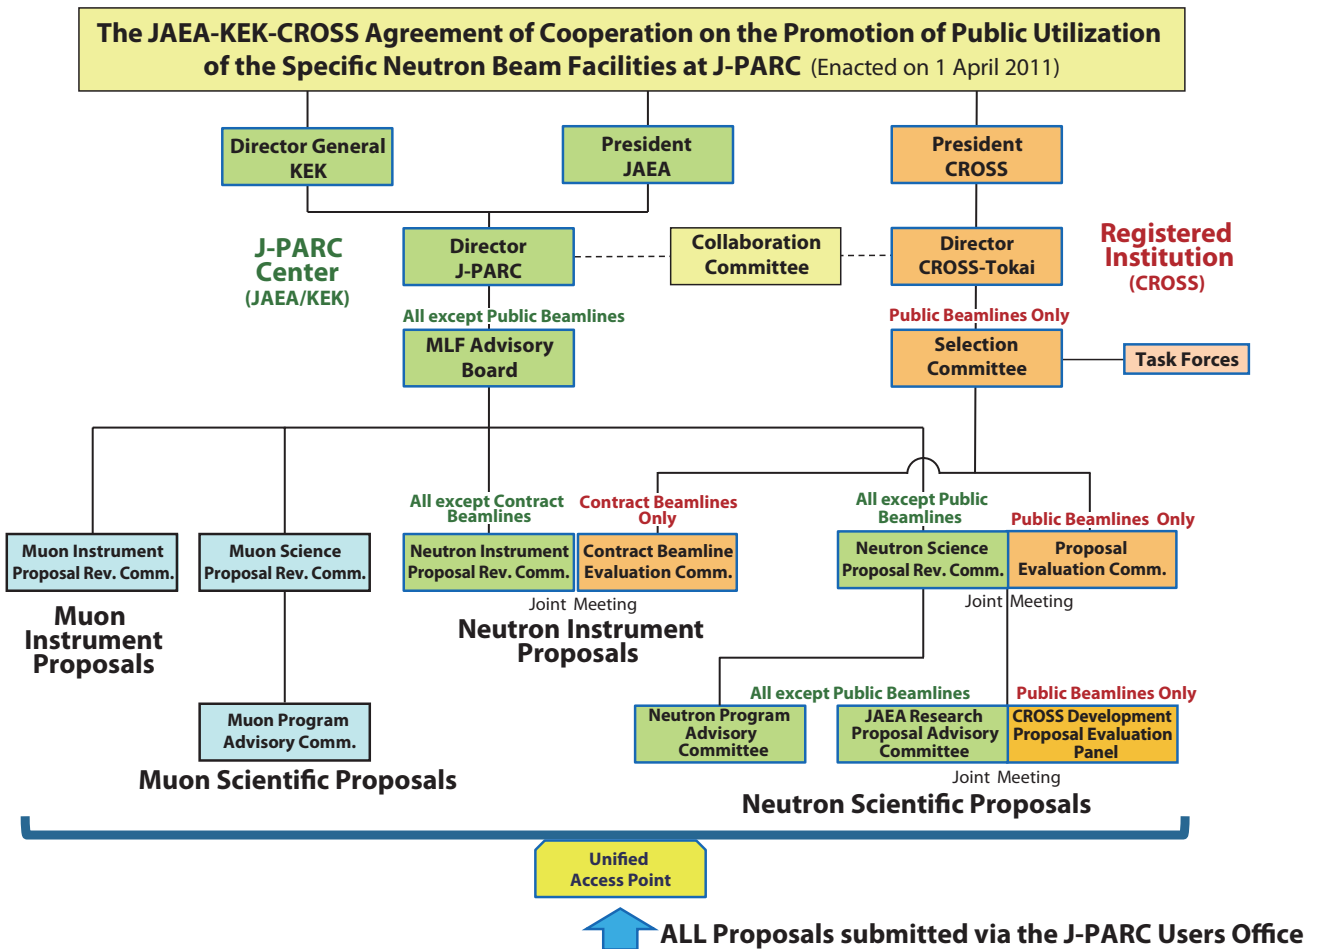 The JAEA-KEK-CROSS Agreement of Cooperation on the Promotion of Public Utilization
of the Specific Neutron Beam Facilities at J-PARC (Enacted on 1 April 2011)
Director General
KEK
President
JAEA
President
CROSS
J-PARC
Center
(JAEA/KEK)
Director
J-PARC
Collaboration
Committee
Director
CROSS-Tokai
Registered
Institution
(CROSS)
All except Public Beamlines
Public Beamlines Only
MLF Advisory
Board
Selection
Committee
Task Forces
All except Contract
Beamlines
Contract Beamlines
Only
All except Public
Beamlines
Public Beamlines Only
Muon Instrument
Proposal Rev. Comm.
Muon Science
Proposal Rev. Comm.
Neutron Instrument
Proposal Rev. Comm.
Contract Beamline
Evaluation Comm.
Neutron Science
Proposal Rev. Comm.
Proposal
Evaluation Comm.
Joint Meeting
Joint Meeting
Muon
Instrument
Proposals
Neutron Instrument
Proposals
All except Public Beamlines
Public Beamlines Only
Muon Program
Advisory Comm.
Neutron Program
Advisory
Committee
JAEA Research
Proposal Advisory
Committee
CROSS Development
Proposal Evaluation
Panel
Joint Meeting
Muon Scientific Proposals
Neutron Scientific Proposals
Unified
Access Point
ALL Proposals submitted via the J-PARC Users Office